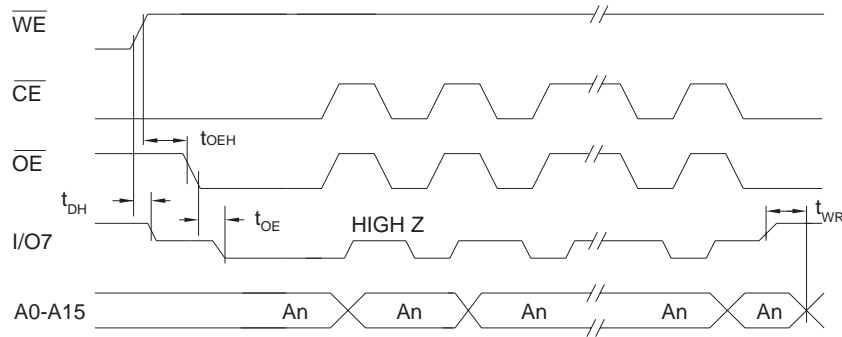 WE
CE
tOEH
OE
tDH
tOE
HIGH Z
tWR
I/O7
A0-A15
An
An
An
An
An